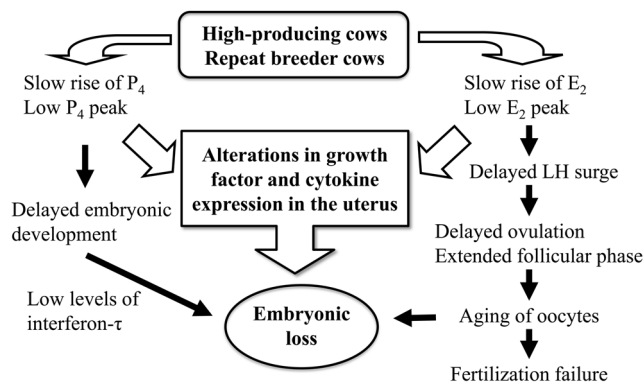 High-producing cows
Repeat breeder cows
Slow rise of P₄
Low P₄ peak
Slow rise of E₂
Low E₂ peak
Alterations in growth
factor and cytokine
expression in the uterus
Delayed LH surge
Delayed embryonic
development
Delayed ovulation
Extended follicular phase
Low levels of
interferon-τ
Embryonic
loss
Aging of oocytes
Fertilization failure